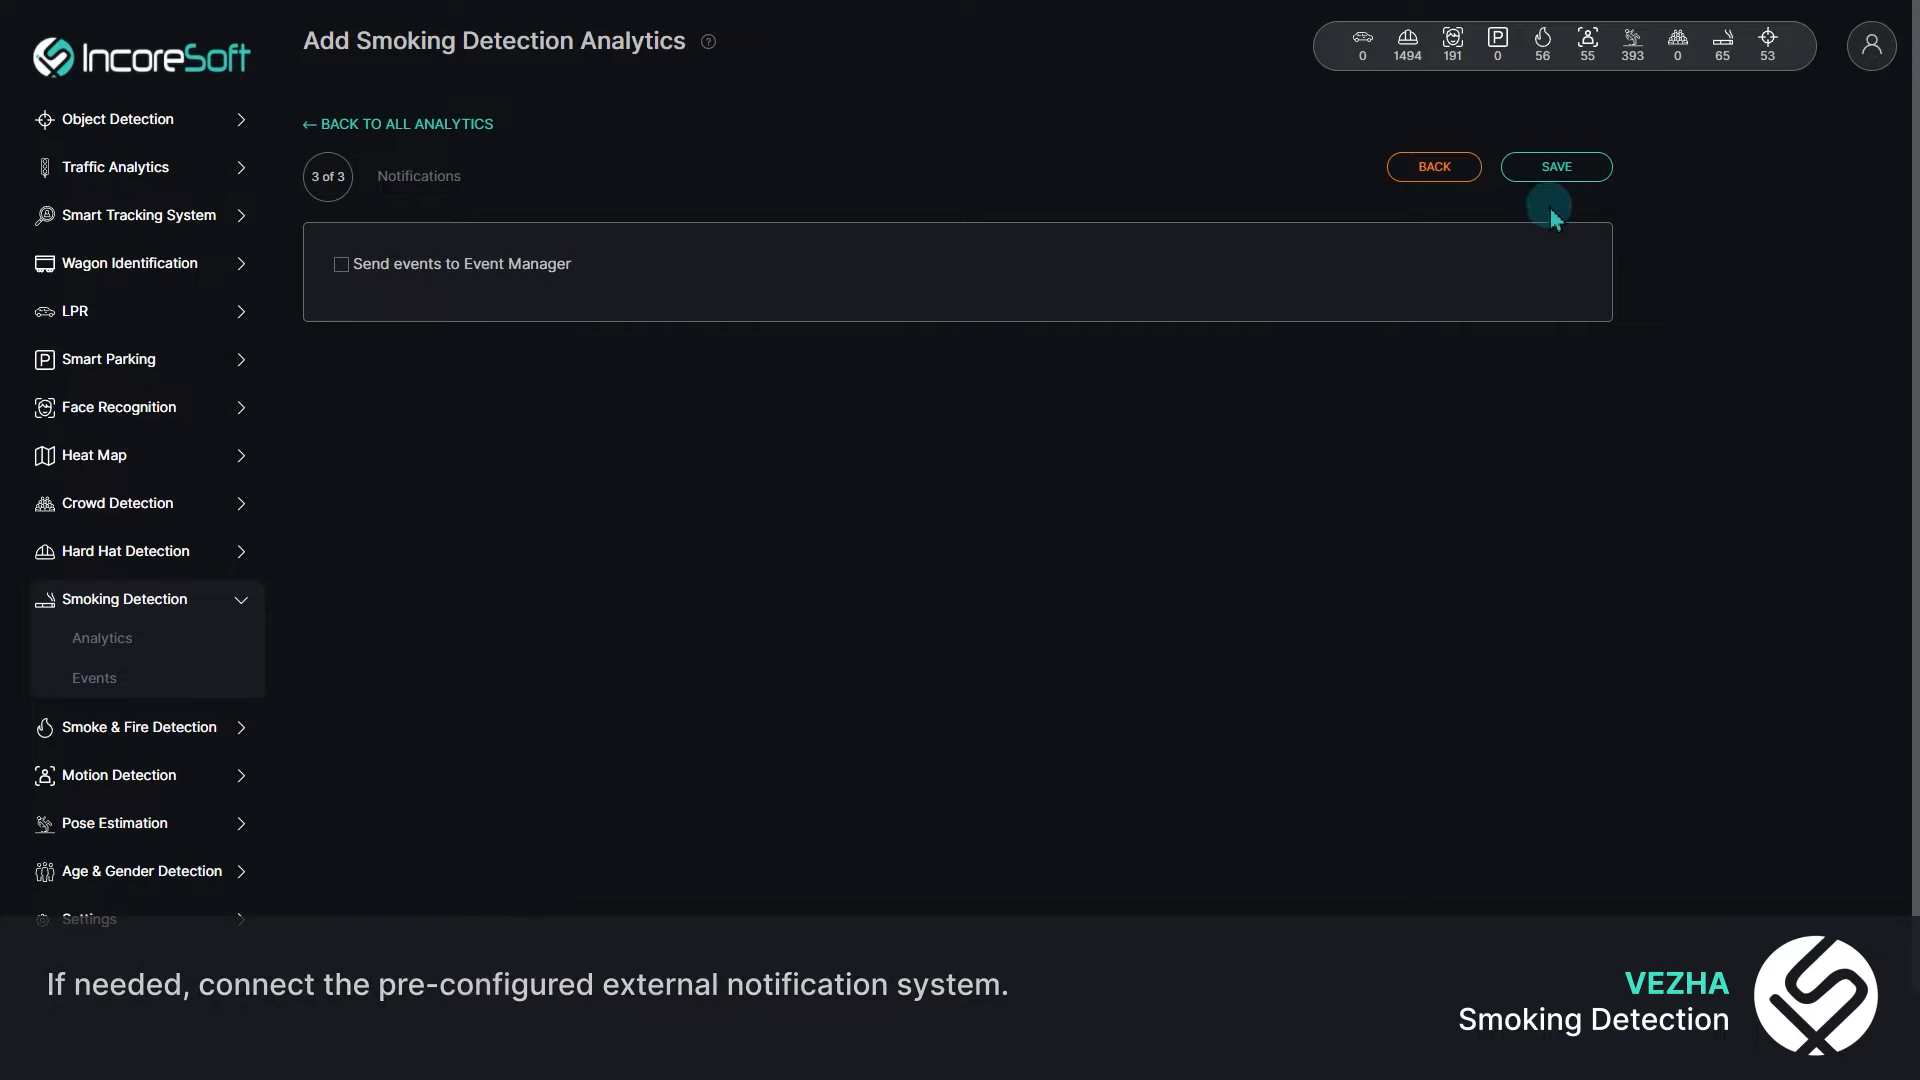 IncoreSoft
Add Smoking Detection Analytics ?
0 1494 191 0 56 55 393 0 65 53
← BACK TO ALL ANALYTICS
3 of 3 Notifications
BACK
SAVE
Send events to Event Manager
Object Detection
Traffic Analytics
Smart Tracking System
Wagon Identification
LPR
Smart Parking
Face Recognition
Heat Map
Crowd Detection
Hard Hat Detection
Smoking Detection
Analytics
Events
Smoke & Fire Detection
Motion Detection
Pose Estimation
Age & Gender Detection
Settings
If needed, connect the pre-configured external notification system.
VEZHA
Smoking Detection